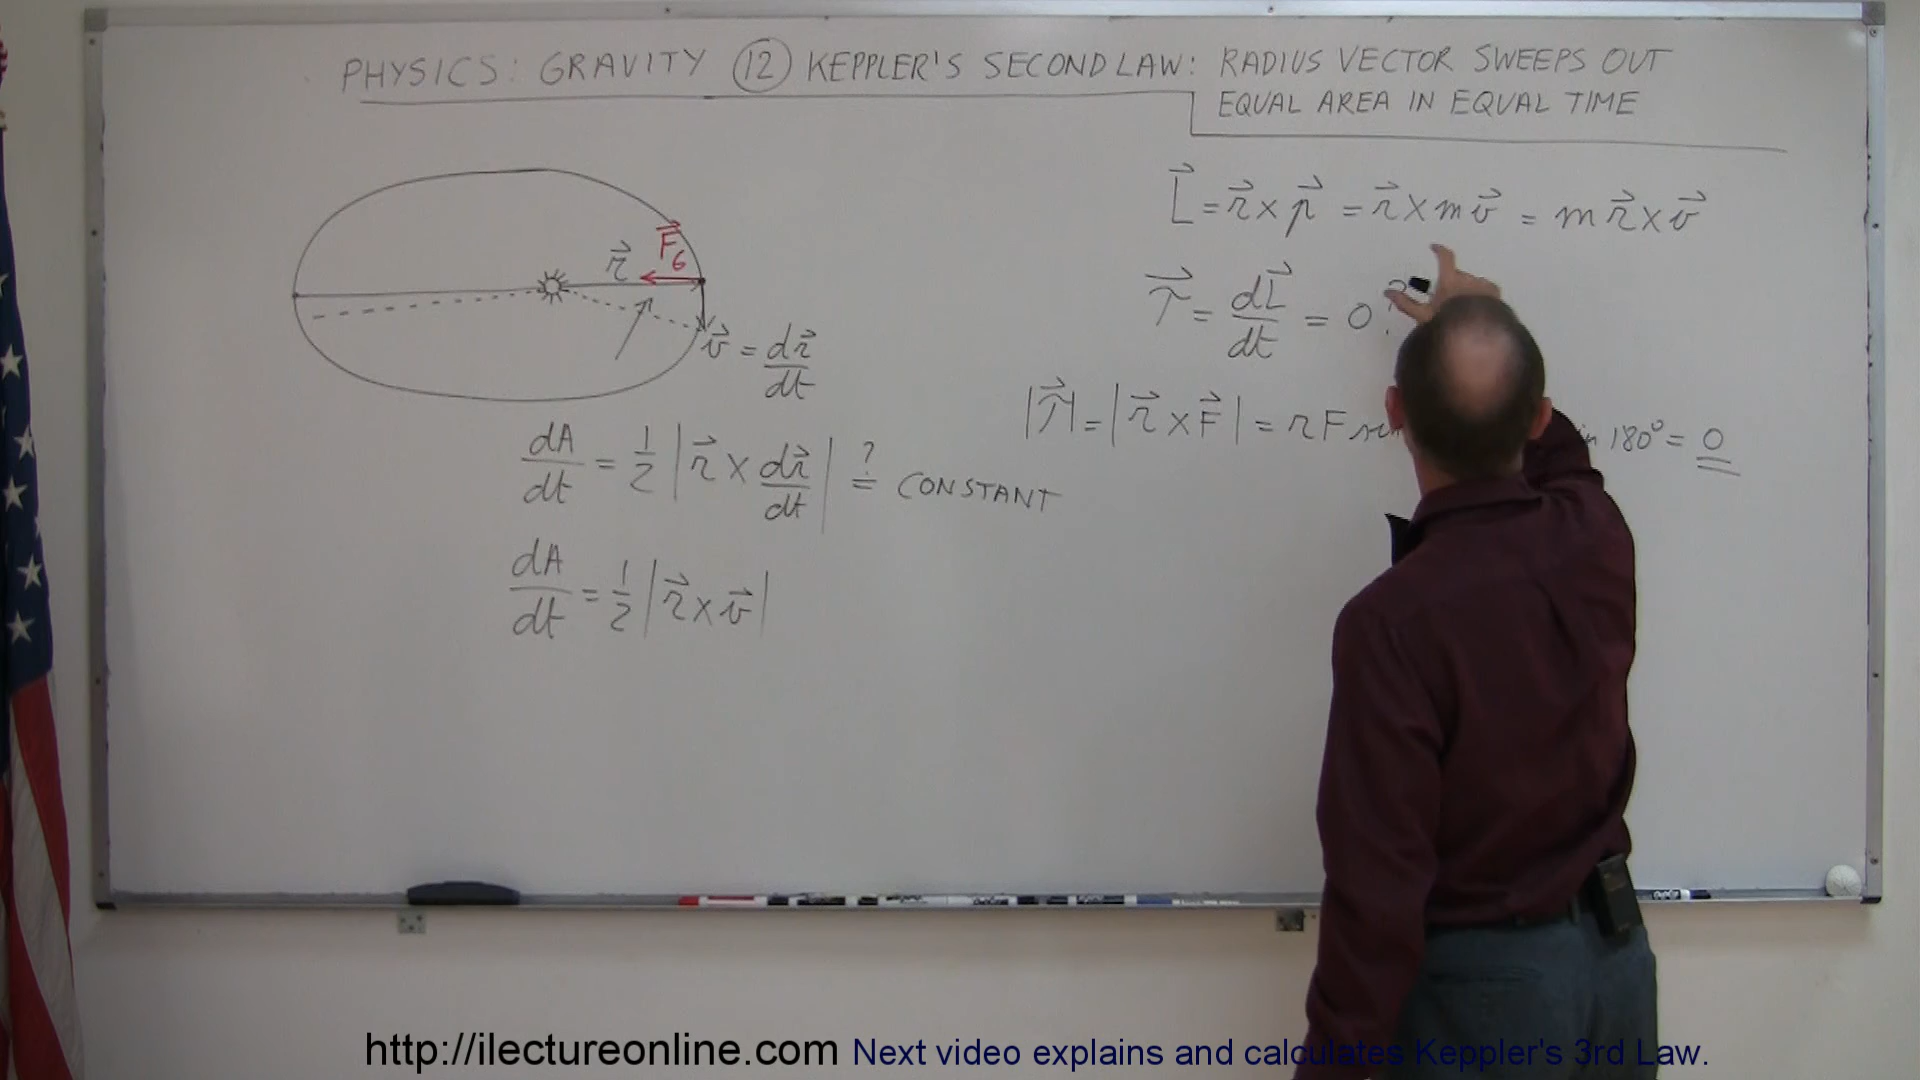 PHYSICS: GRAVITY 12 KEPPLER'S SECOND LAW: RADIUS VECTOR SWEEPS OUT
EQUAL AREA IN EQUAL TIME
L⃗ = r⃗ × p⃗ = r⃗ × mv⃗ = m r⃗ × v⃗
F⃗G
r⃗
τ⃗ = dL⃗/dt = 0?
v⃗ = dr⃗/dt
|τ⃗| = |r⃗ × F⃗| = r F 180° = 0
dA/dt = 1/2 |r⃗ × dr⃗/dt| ?= CONSTANT
dA/dt = 1/2 |r⃗ × v⃗|
http://ilectureonline.com Next video explains and calculates Keppler's 3rd Law.